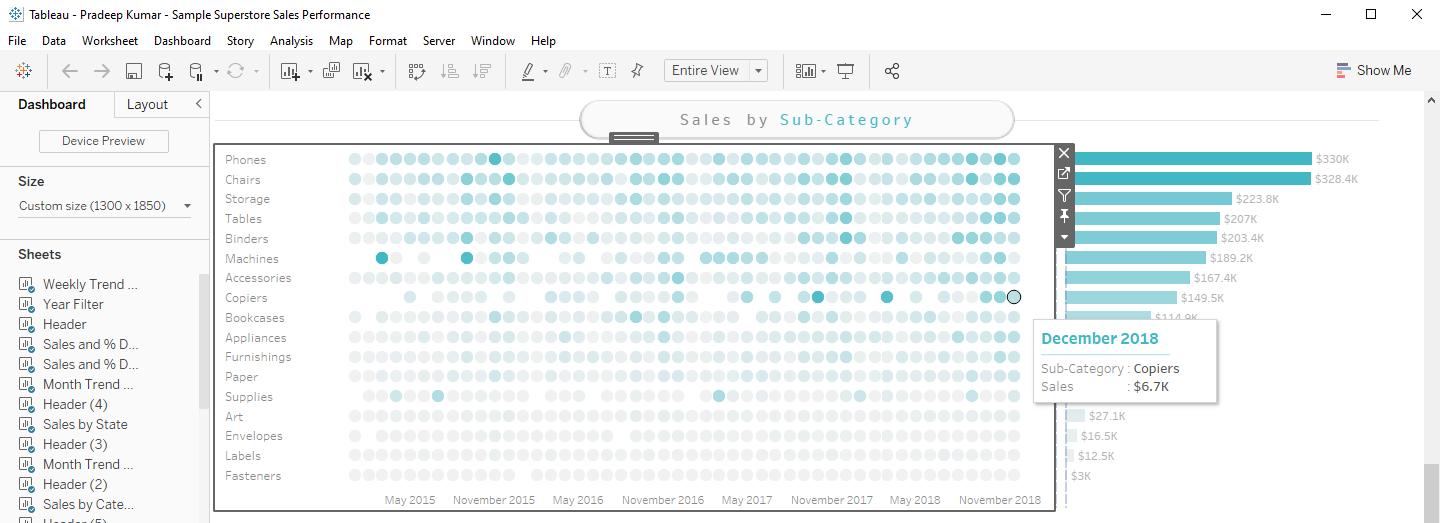 Tableau - Pradeep Kumar - Sample Superstore Sales Performance
File Data Worksheet Dashboard Story Analysis Map Format Server Window Help
Entire View
Show Me
Dashboard Layout
Device Preview
Size
Custom size (1300 x 1850)
Sheets
Weekly Trend ...
Year Filter
Header
Sales and % D...
Sales and % D...
Month Trend ...
Header (4)
Sales by State
Header (3)
Month Trend ...
Header (2)
Sales by Cate...
Header (5)
Sales by Sub-Category
Phones $330K
Chairs $328.4K
Storage $223.8K
Tables $207K
Binders $203.4K
Machines $189.2K
Accessories $167.4K
Copiers $149.5K
Bookcases $114.9K
Appliances
Furnishings
Paper
Supplies
Art $27.1K
Envelopes $16.5K
Labels $12.5K
Fasteners $3K
May 2015 November 2015 May 2016 November 2016 May 2017 November 2017 May 2018 November 2018
December 2018
Sub-Category : Copiers
Sales : $6.7K